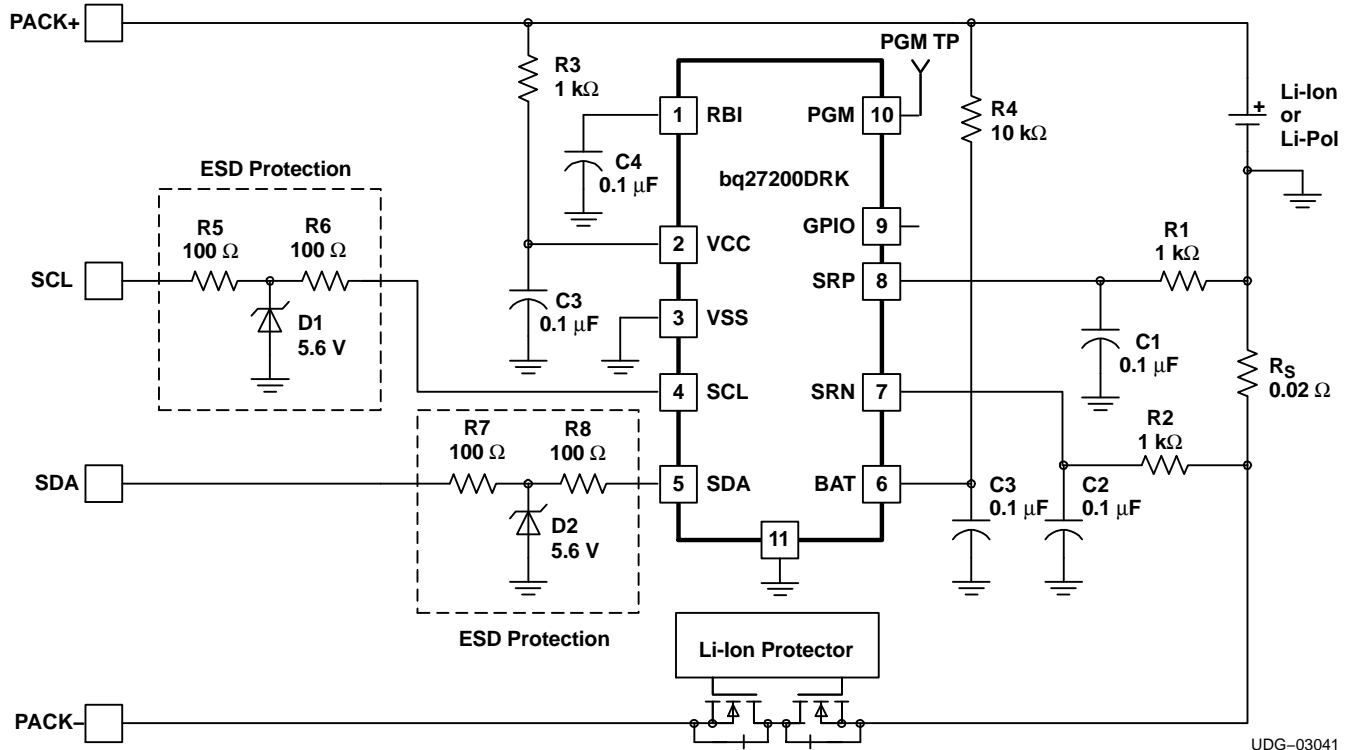 PACK+
PGM TP
R3
1 kΩ
R4
10 kΩ
Li-Ion
or
Li-Pol
+
1
RBI
PGM
10
C4
0.1 μF
bq27200DRK
ESD Protection
R5
100 Ω
R6
100 Ω
GPIO
9
2
VCC
R1
1 kΩ
SCL
SRP
8
D1
5.6 V
C3
0.1 μF
3
VSS
C1
0.1 μF
RS
0.02 Ω
4
SCL
SRN
7
R7
100 Ω
R8
100 Ω
R2
1 kΩ
SDA
5
SDA
BAT
6
C3
0.1 μF
C2
0.1 μF
D2
5.6 V
11
ESD Protection
Li-Ion Protector
PACK–
UDG–03041